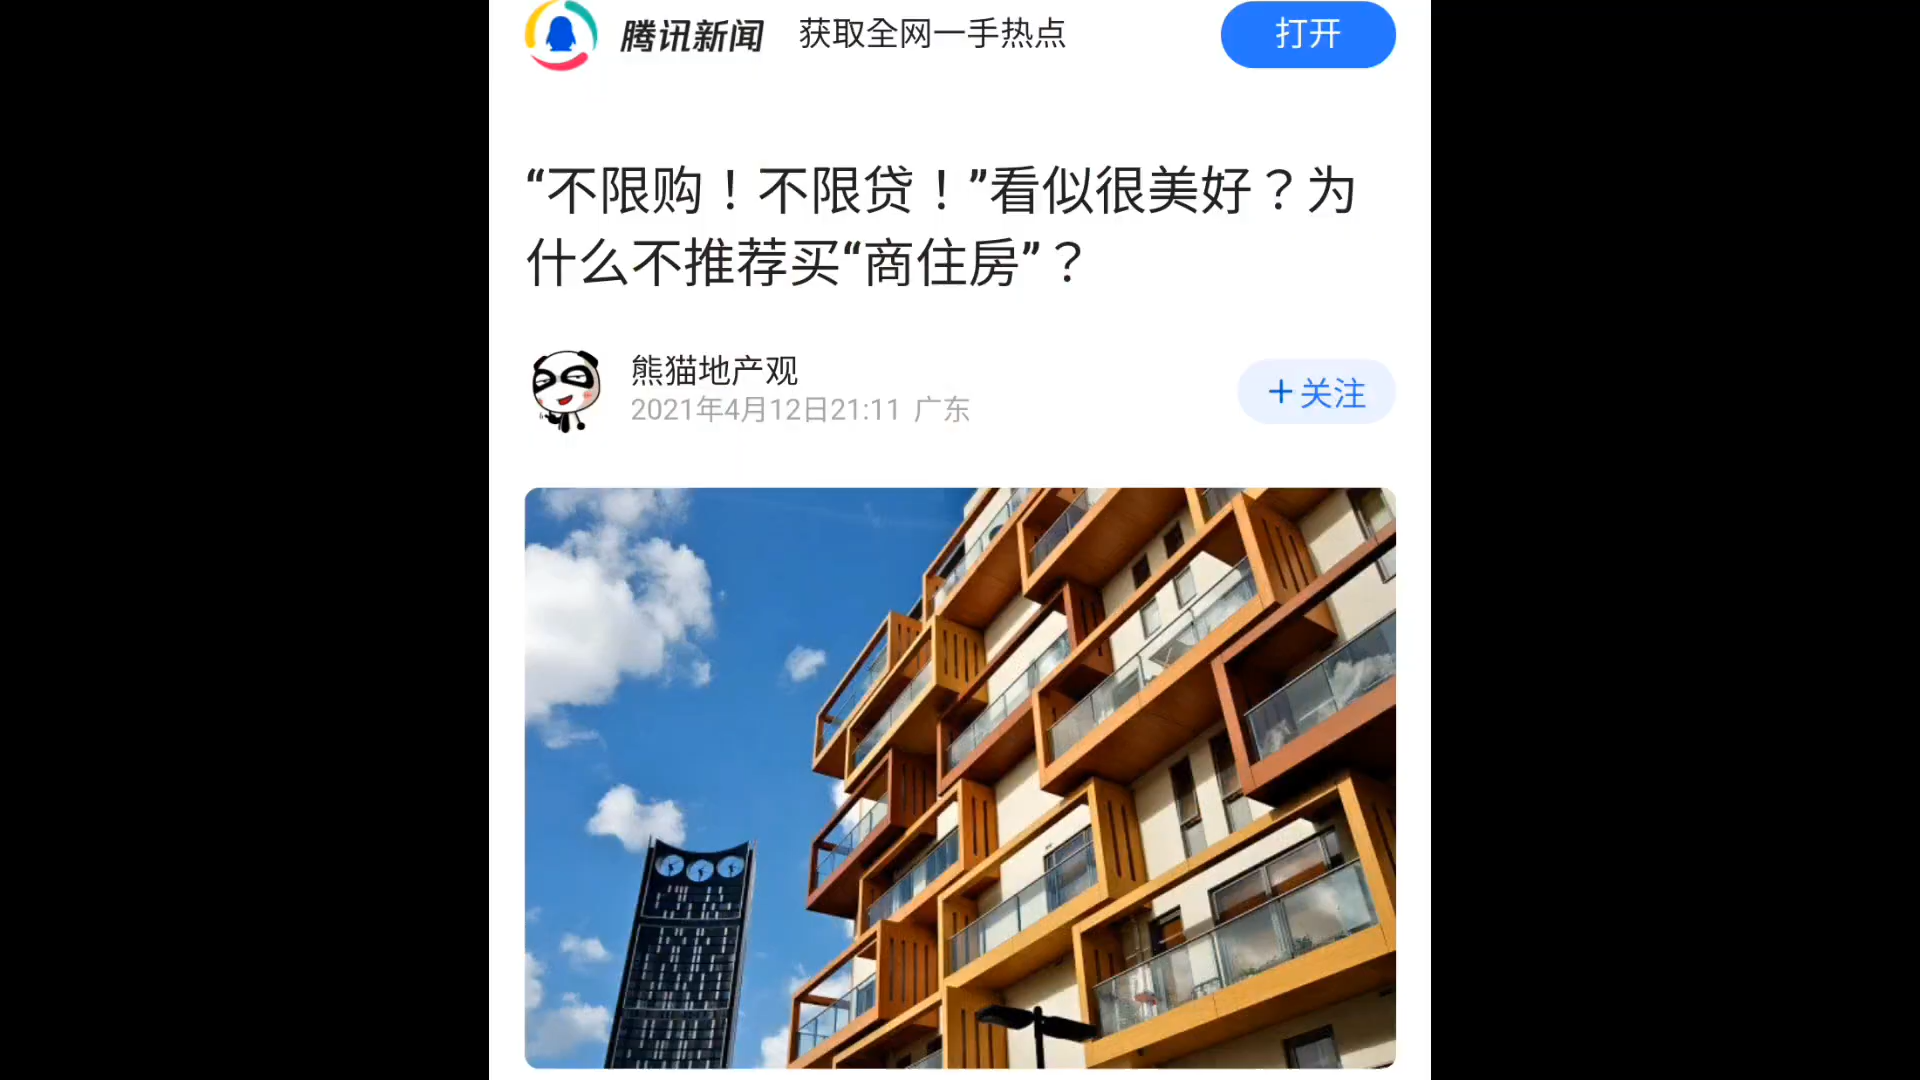 腾讯新闻 获取全网一手热点 打开
“不限购！不限贷！”看似很美好？为
什么不推荐买“商住房”？
熊猫地产观
2021年4月12日21:11 广东
+关注